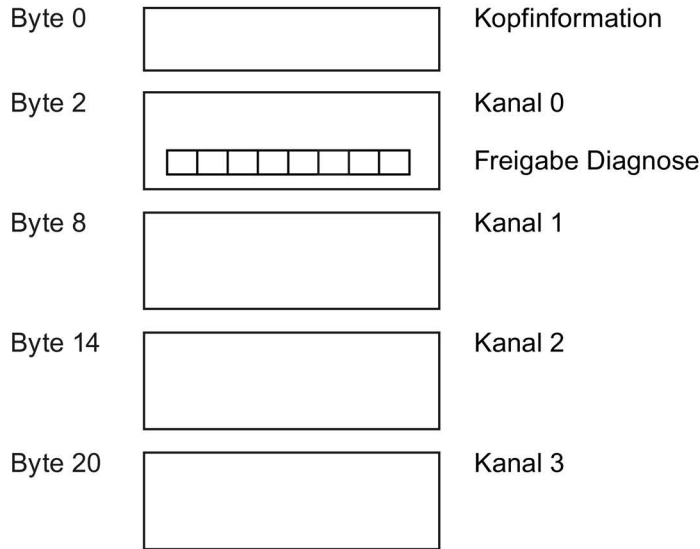 Byte 0 Kopfinformation
Byte 2 Kanal 0
Freigabe Diagnose
Byte 8 Kanal 1
Byte 14 Kanal 2
Byte 20 Kanal 3